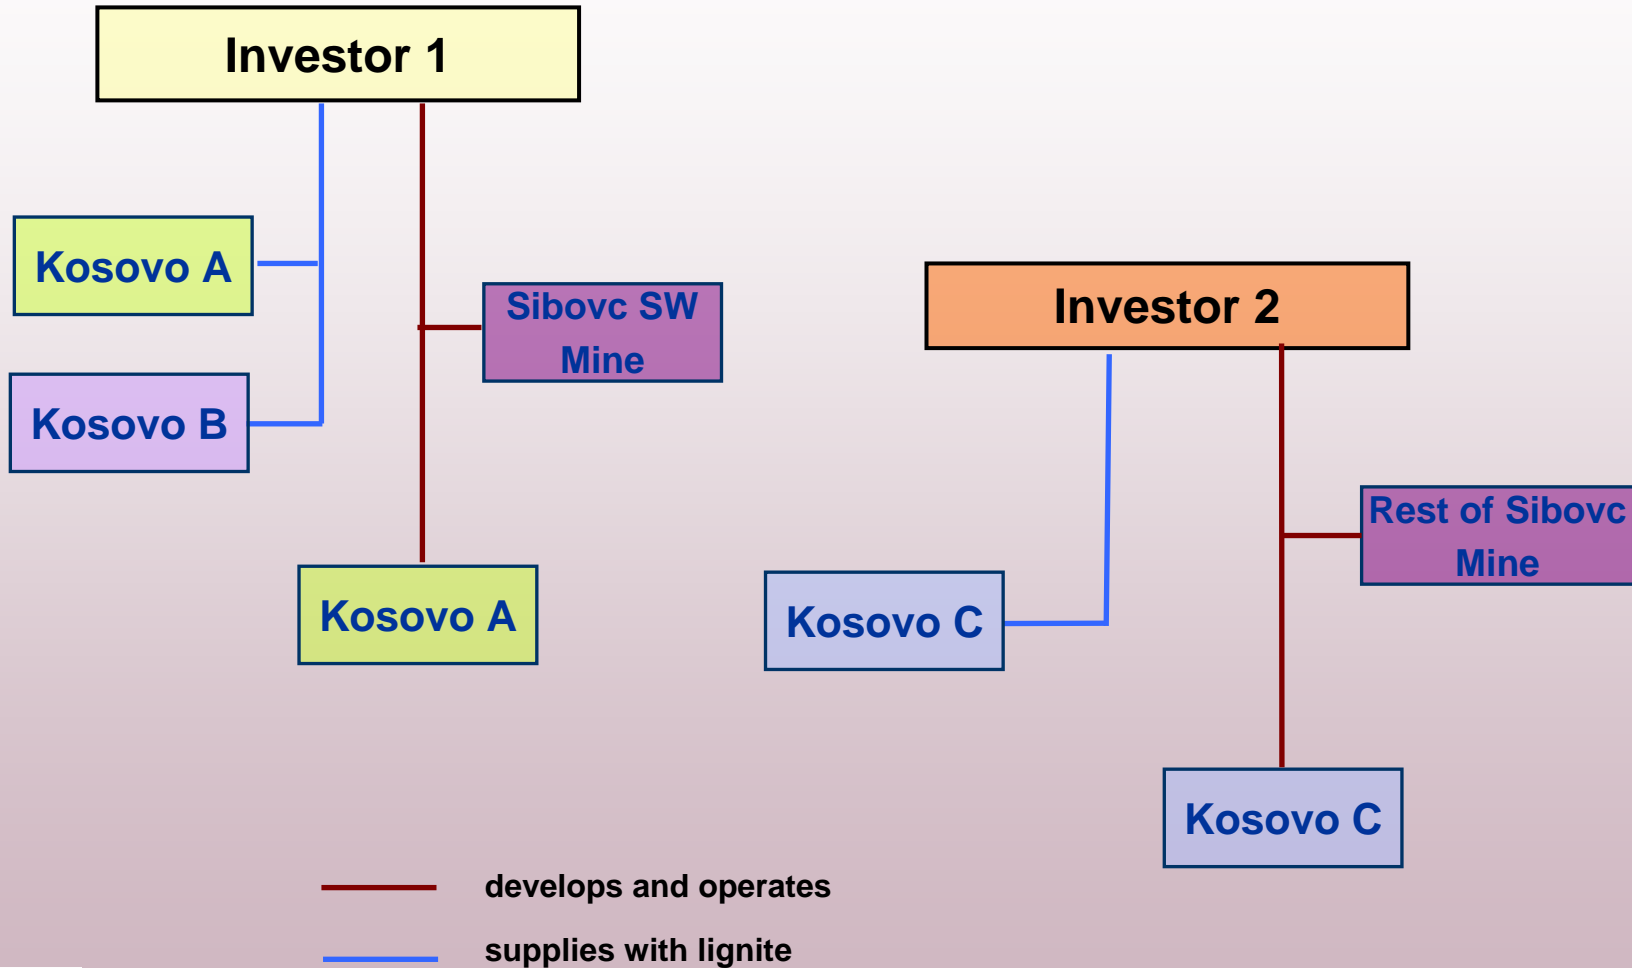 Investor 1
Kosovo A
Sibovc SW
Mine
Kosovo B
Kosovo A
Investor 2
Rest of Sibovc
Mine
Kosovo C
Kosovo C
develops and operates
supplies with lignite